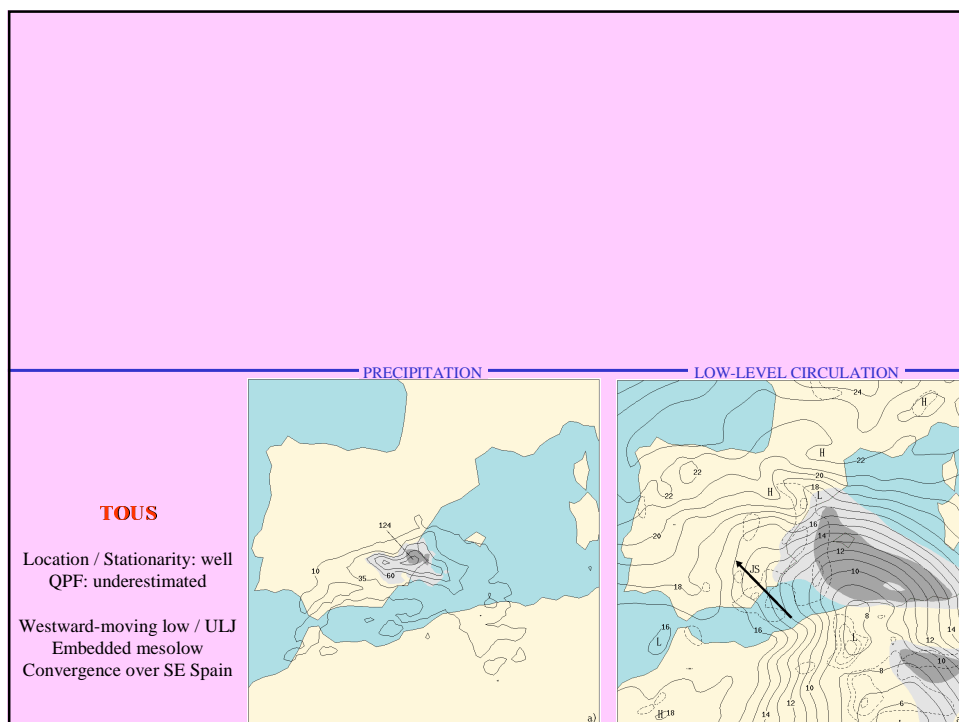 PRECIPITATION
LOW-LEVEL CIRCULATION
TOUS
Location / Stationarity: well
QPF: underestimated
Westward-moving low / ULJ
Embedded mesolow
Convergence over SE Spain
124
10
35
60
a)
24
H
H
22
22
20
18
H
L
22
16
14
20
12
10
JS
18
16
16
L
8
14
L
12
8
10
10
6
12
14
H 18